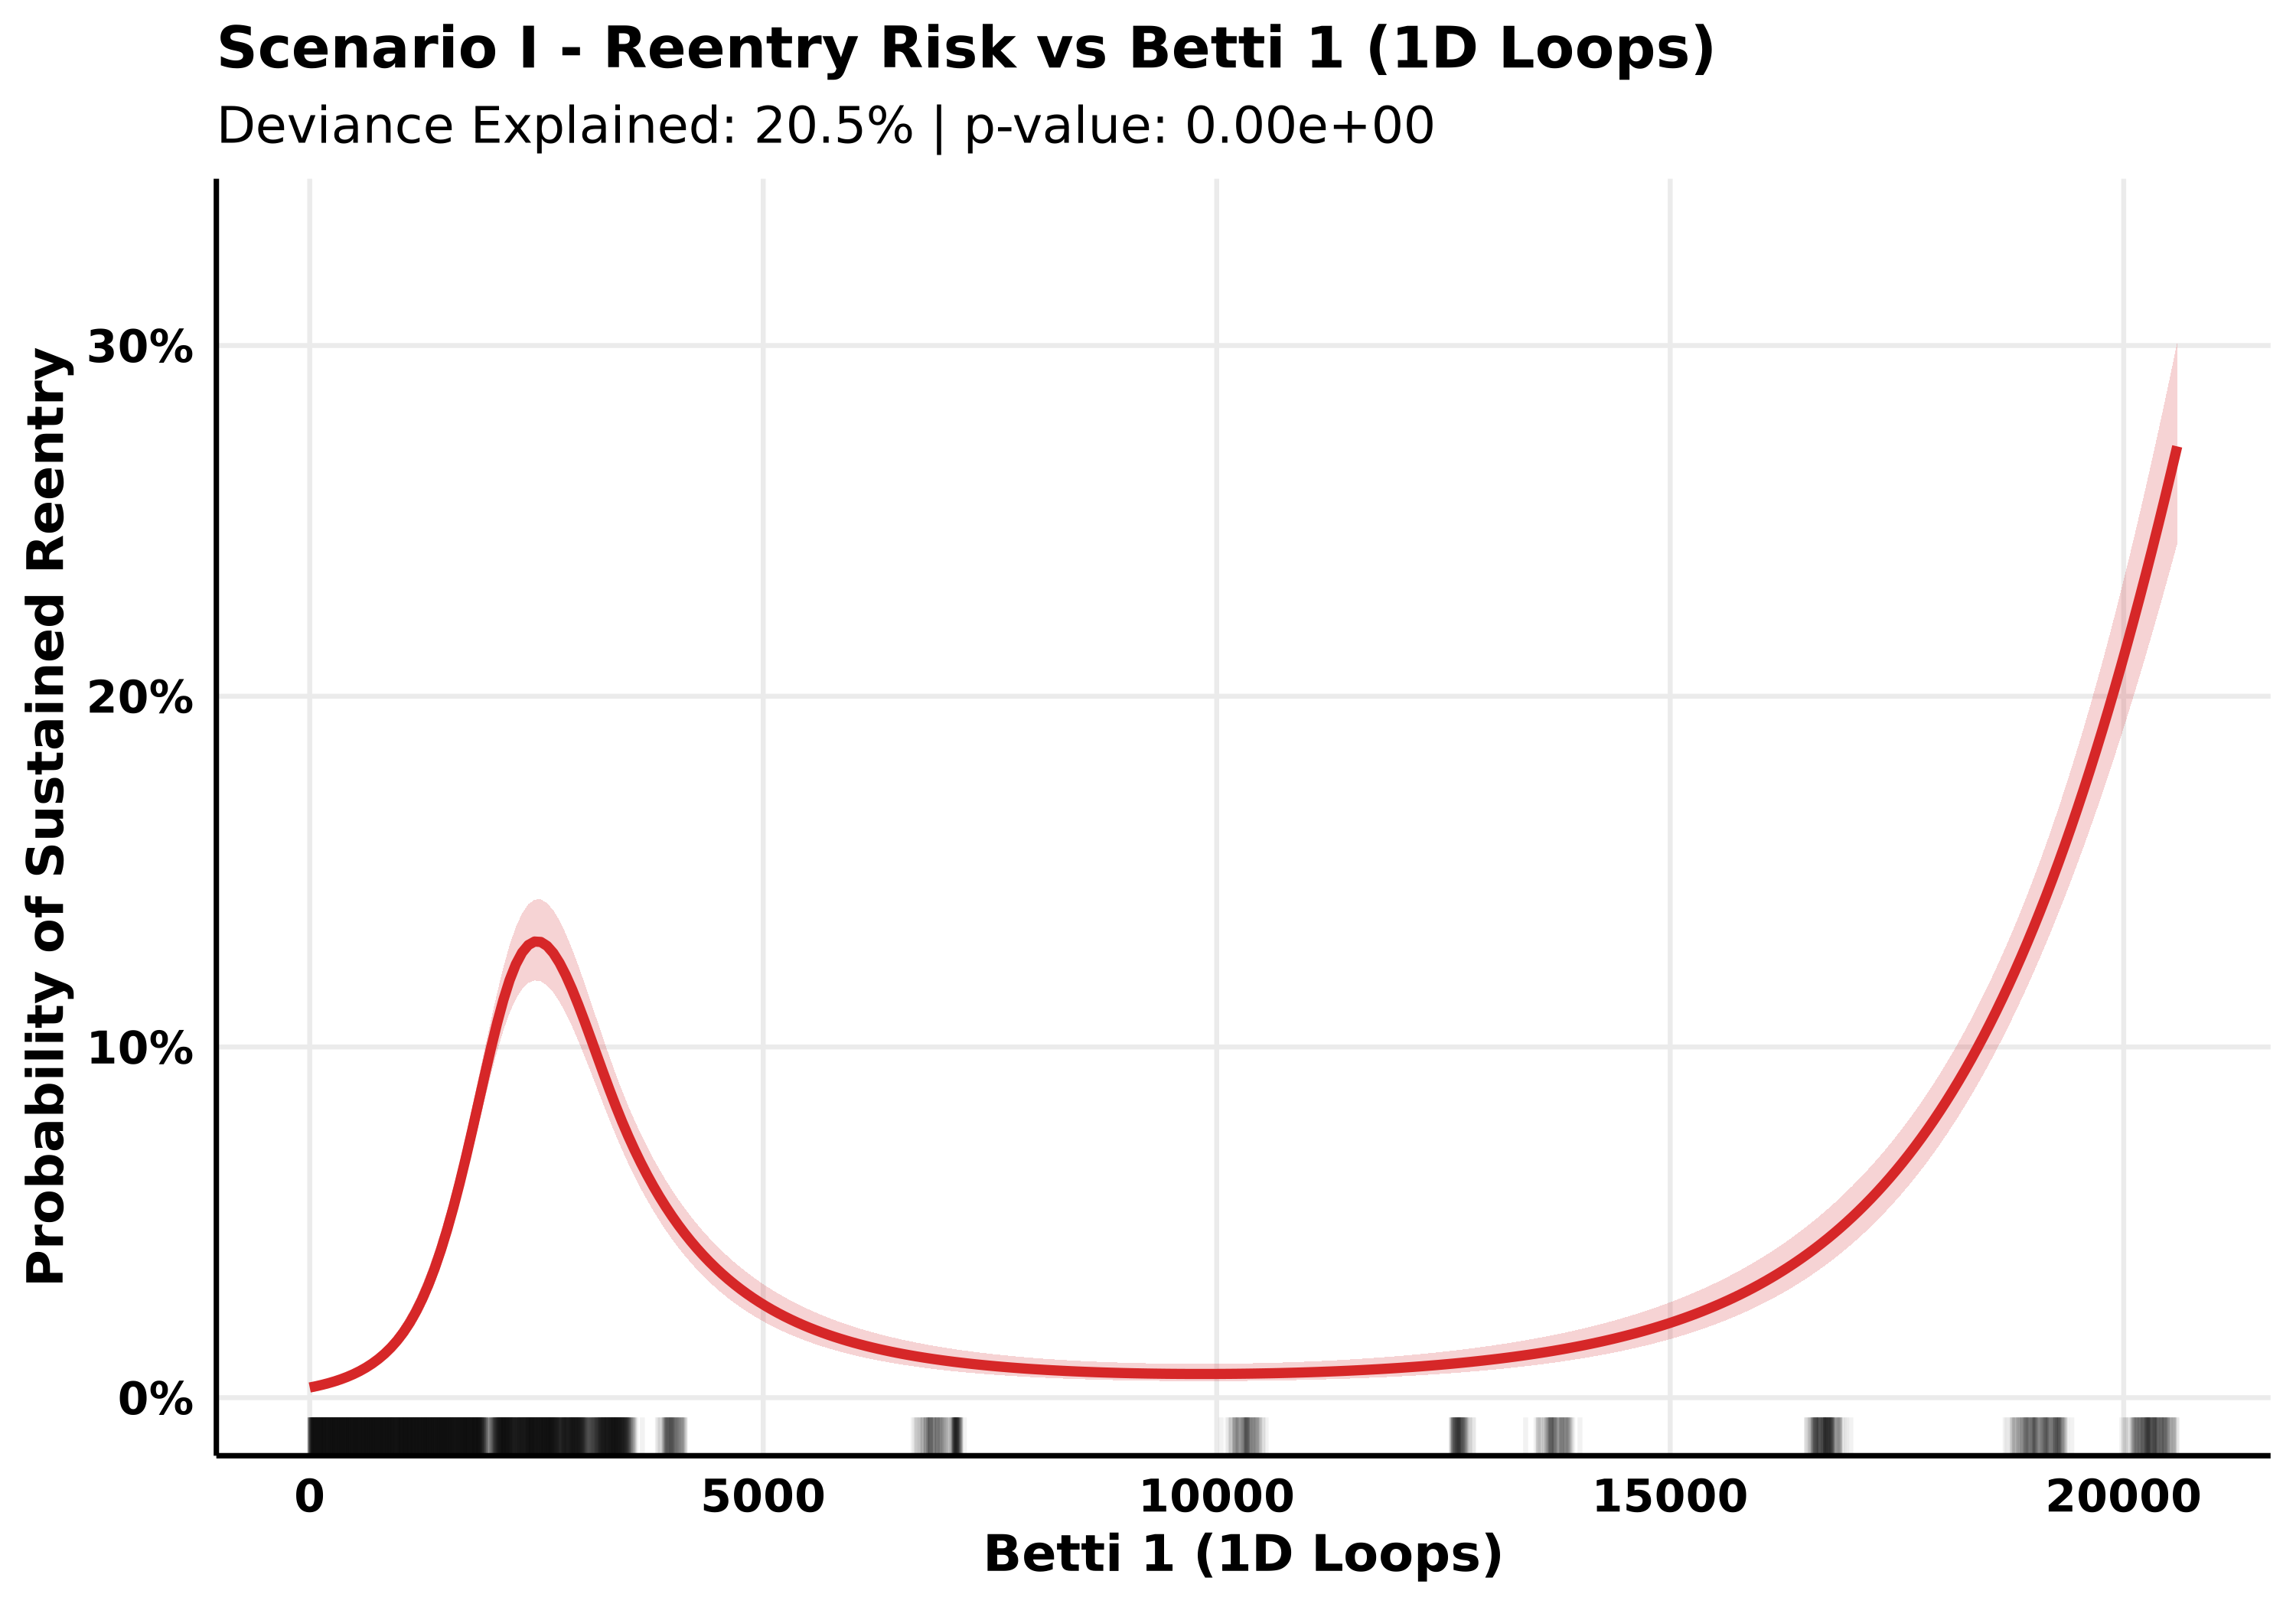 Scenario I - Reentry Risk vs Betti 1 (1D Loops)
Deviance Explained: 20.5% | p-value: 0.00e+00
Probability of Sustained Reentry
30%
20%
10%
0%
0 5000 10000 15000 20000
Betti 1 (1D Loops)